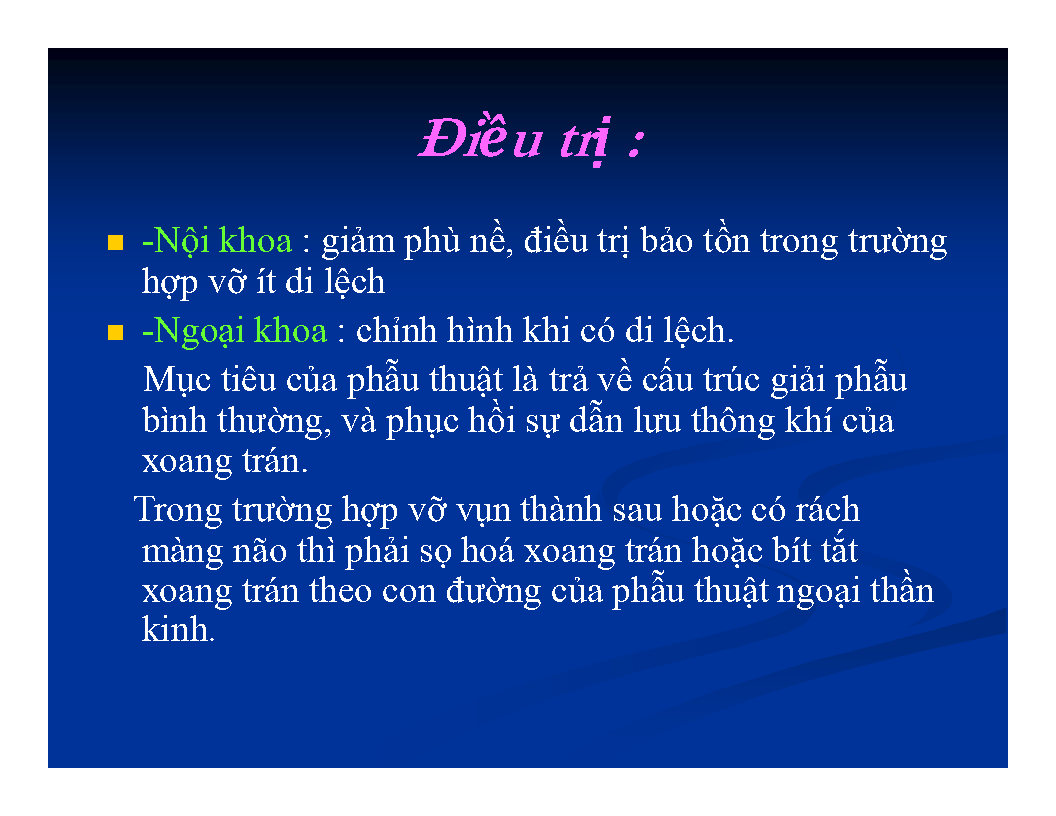 Điều trị :
-Nội khoa : giảm phù nề, điều trị bảo tồn trong trường
hợp vỡ ít di lệch
-Ngoại khoa : chỉnh hình khi có di lệch.
Mục tiêu của phẫu thuật là trả về cấu trúc giải phẫu
bình thường, và phục hồi sự dẫn lưu thông khí của
xoang trán.
Trong trường hợp vỡ vụn thành sau hoặc có rách
màng não thì phải sọ hoá xoang trán hoặc bít tắt
xoang trán theo con đường của phẫu thuật ngoại thần
kinh.